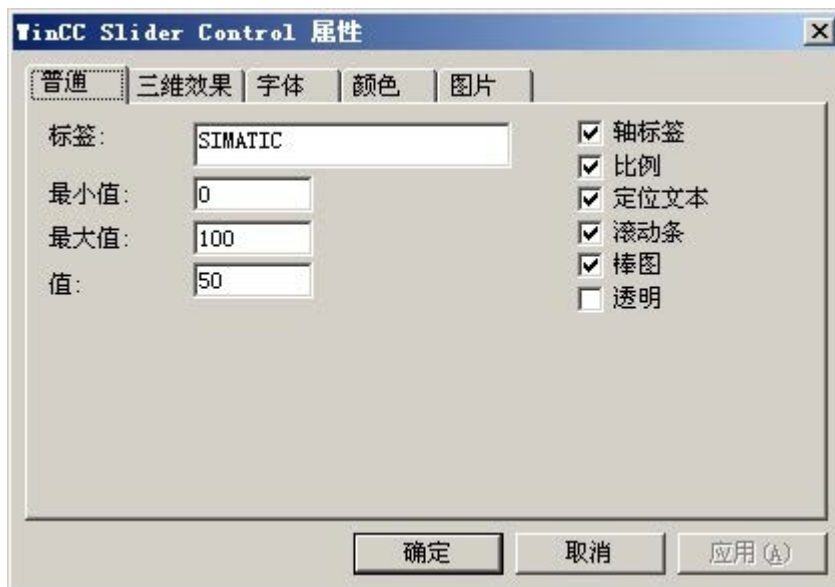 WinCC Slider Control 属性
普通 三维效果 字体 颜色 图片
标签: SIMATIC
最小值: 0
最大值: 100
值: 50
轴标签
比例
定位文本
滚动条
棒图
透明
确定 取消 应用(A)